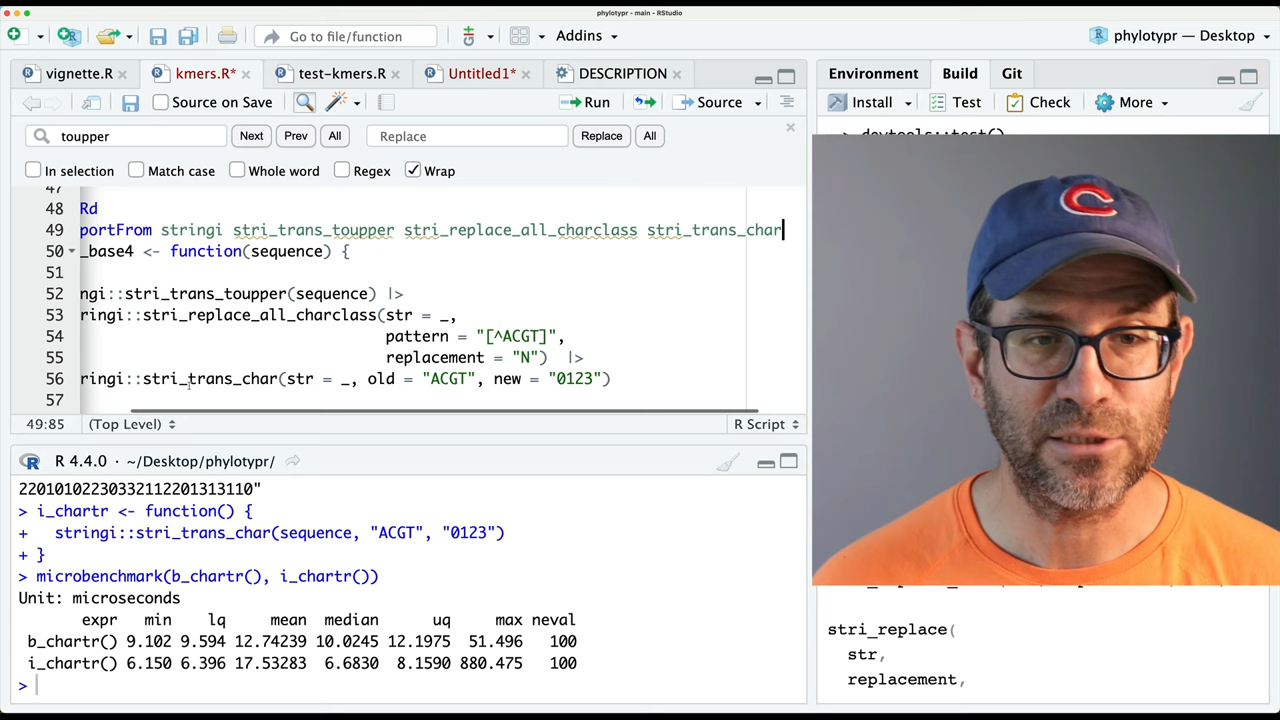 phylotypr - main - RStudio
Go to file/function
Addins
phylotypr — Desktop
vignette.R
kmers.R*
test-kmers.R
Untitled1*
DESCRIPTION
Environment
Build
Git
Source on Save
Run
Source
Install
Test
Check
More
toupper
Next
Prev
All
Replace
Replace
All
> devtools::test()
In selection
Match case
Whole word
Regex
Wrap
47
48 Rd
49 portFrom stringi stri_trans_toupper stri_replace_all_charclass stri_trans_char
50 _base4 <- function(sequence) {
51
52 ngi::stri_trans_toupper(sequence) |>
53 ringi::stri_replace_all_charclass(str = _,
54 pattern = "[^ACGT]",
55 replacement = "N") |>
56 ringi::stri_trans_char(str = _, old = "ACGT", new = "0123")
57
49:85
(Top Level)
R Script
R 4.4.0 · ~/Desktop/phylotypr/
22010102230332112201313110"
> i_chartr <- function() {
+ stringi::stri_trans_char(sequence, "ACGT", "0123")
+ }
> microbenchmark(b_chartr(), i_chartr())
Unit: microseconds
expr min lq mean median uq max neval
b_chartr() 9.102 9.594 12.74239 10.0245 12.1975 51.496 100
i_chartr() 6.150 6.396 17.53283 6.6830 8.1590 880.475 100
>
stri_replace(
str,
replacement,
C